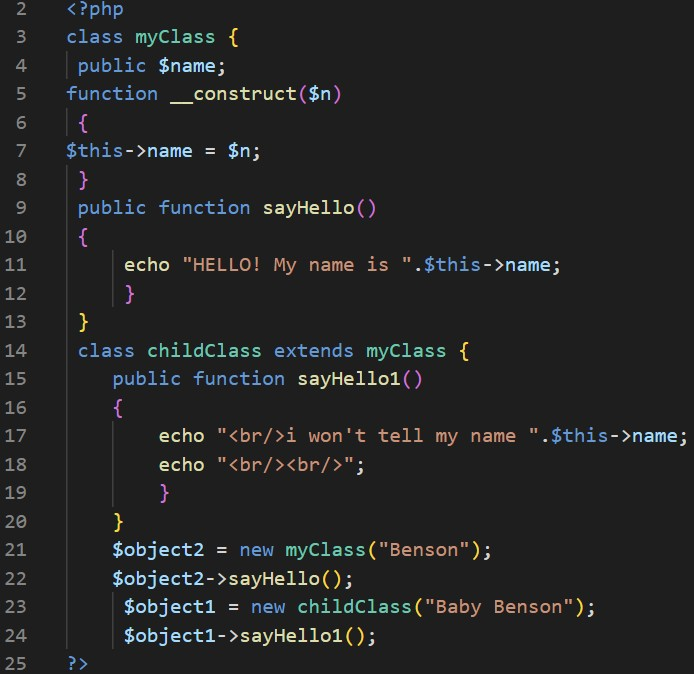 2 <?php
3 class myClass {
4 public $name;
5 function __construct($n)
6 {
7 $this->name = $n;
8 }
9 public function sayHello()
10 {
11 echo "HELLO! My name is ".$this->name;
12 }
13 }
14 class childClass extends myClass {
15 public function sayHello1()
16 {
17 echo "<br/>i won't tell my name ".$this->name;
18 echo "<br/><br/>";
19 }
20 }
21 $object2 = new myClass("Benson");
22 $object2->sayHello();
23 $object1 = new childClass("Baby Benson");
24 $object1->sayHello1();
25 ?>